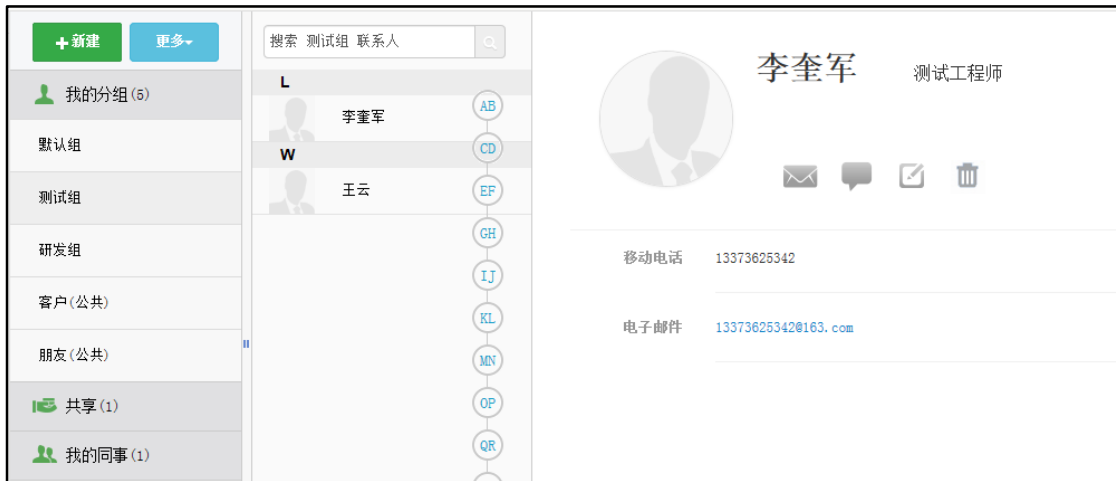 +新建 更多
我的分组(5)
默认组
测试组
研发组
客户(公共)
朋友(公共)
共享(1)
我的同事(1)
搜索 测试组 联系人
L
李奎军
W
王云
AB
CD
EF
GH
IJ
KL
MN
OP
QR
李奎军 测试工程师
移动电话 13373625342
电子邮件 13373625342@163.com